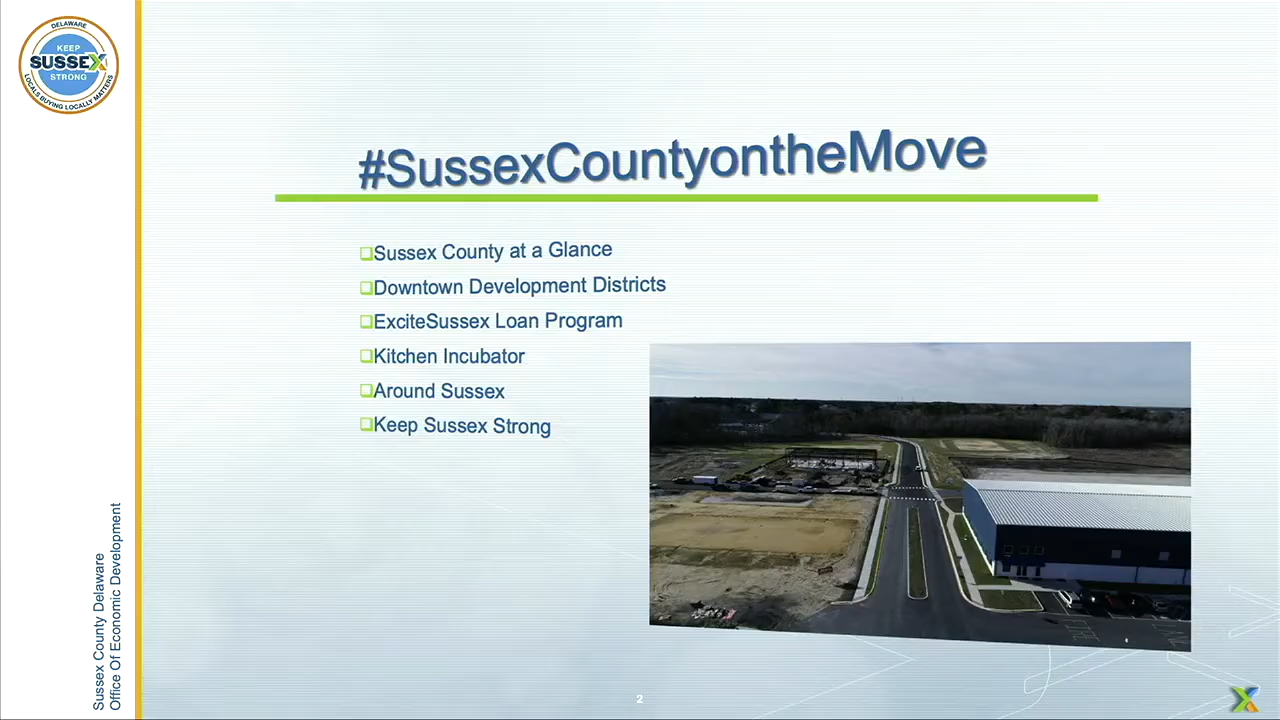 DELAWARE
KEEP
SUSSEX
STRONG
LOCALS BUYING LOCALLY MATTERS
#SussexCountyontheMove
Sussex County at a Glance
Downtown Development Districts
ExciteSussex Loan Program
Kitchen Incubator
Around Sussex
Keep Sussex Strong
Sussex County Delaware
Office Of Economic Development
2